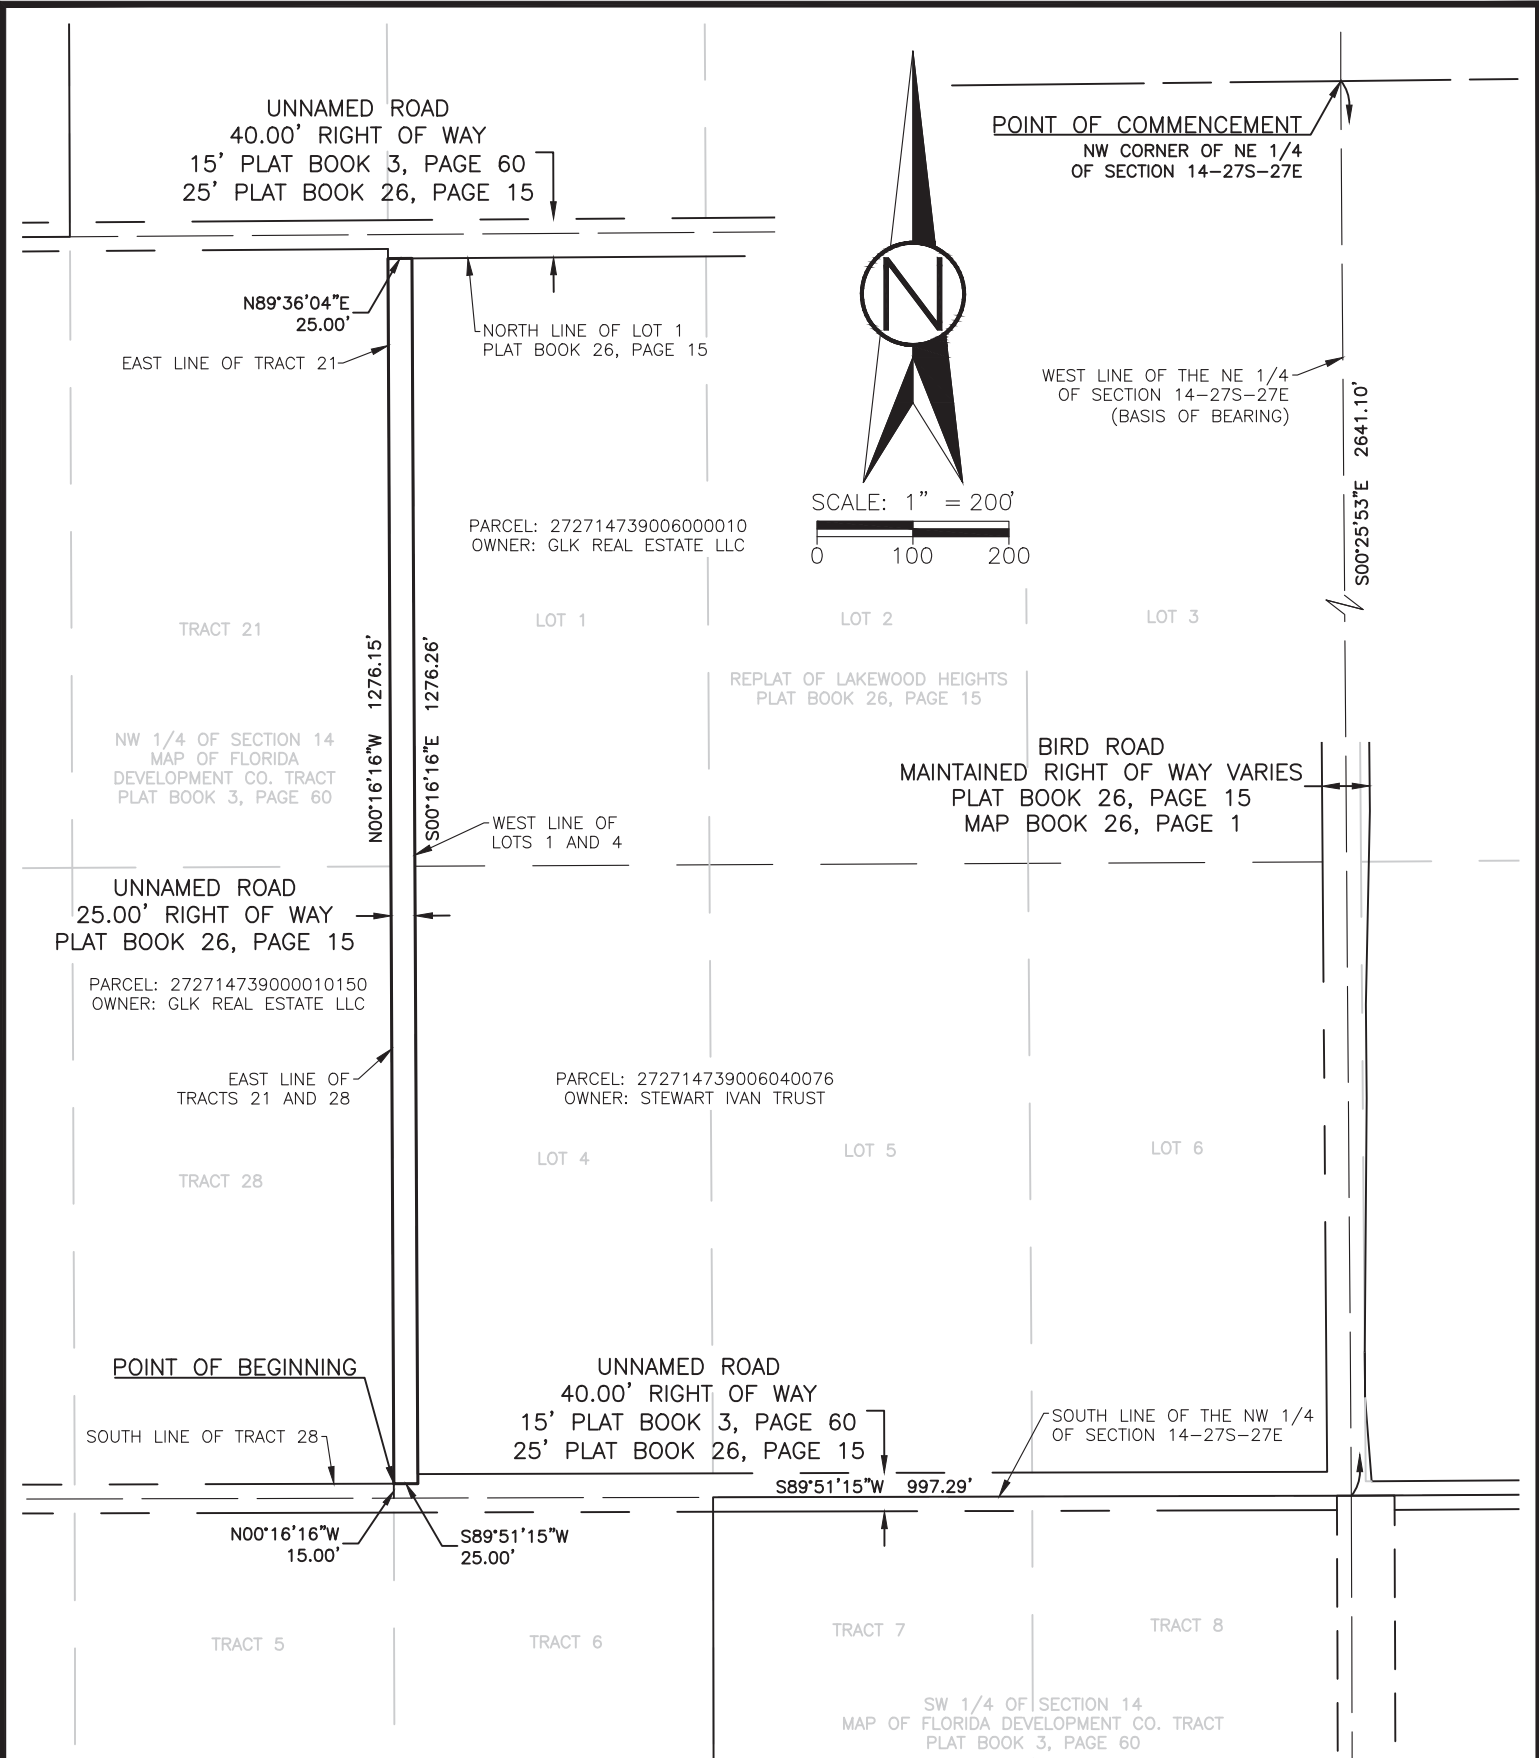 UNNAMED ROAD
40.00' RIGHT OF WAY
15' PLAT BOOK 3, PAGE 60
25' PLAT BOOK 26, PAGE 15
POINT OF COMMENCEMENT
NW CORNER OF NE 1/4
OF SECTION 14-27S-27E
N89°36'04"E
25.00'
EAST LINE OF TRACT 21
NORTH LINE OF LOT 1
PLAT BOOK 26, PAGE 15
N
WEST LINE OF THE NE 1/4
OF SECTION 14-27S-27E
(BASIS OF BEARING)
S00°25'53"E 2641.10'
SCALE: 1" = 200'
0 100 200
PARCEL: 272714739006000010
OWNER: GLK REAL ESTATE LLC
TRACT 21
LOT 1
LOT 2
LOT 3
N00°16'16"W 1276.15'
S00°16'16"E 1276.26'
REPLAT OF LAKEWOOD HEIGHTS
PLAT BOOK 26, PAGE 15
NW 1/4 OF SECTION 14
MAP OF FLORIDA
DEVELOPMENT CO. TRACT
PLAT BOOK 3, PAGE 60
BIRD ROAD
MAINTAINED RIGHT OF WAY VARIES
PLAT BOOK 26, PAGE 15
MAP BOOK 26, PAGE 1
WEST LINE OF
LOTS 1 AND 4
UNNAMED ROAD
25.00' RIGHT OF WAY
PLAT BOOK 26, PAGE 15
PARCEL: 272714739000010150
OWNER: GLK REAL ESTATE LLC
EAST LINE OF
TRACTS 21 AND 28
PARCEL: 272714739006040076
OWNER: STEWART IVAN TRUST
TRACT 28
LOT 4
LOT 5
LOT 6
POINT OF BEGINNING
SOUTH LINE OF TRACT 28
UNNAMED ROAD
40.00' RIGHT OF WAY
15' PLAT BOOK 3, PAGE 60
25' PLAT BOOK 26, PAGE 15
SOUTH LINE OF THE NW 1/4
OF SECTION 14-27S-27E
S89°51'15"W 997.29'
N00°16'16"W
15.00'
S89°51'15"W
25.00'
TRACT 5
TRACT 6
TRACT 7
TRACT 8
SW 1/4 OF SECTION 14
MAP OF FLORIDA DEVELOPMENT CO. TRACT
PLAT BOOK 3, PAGE 60